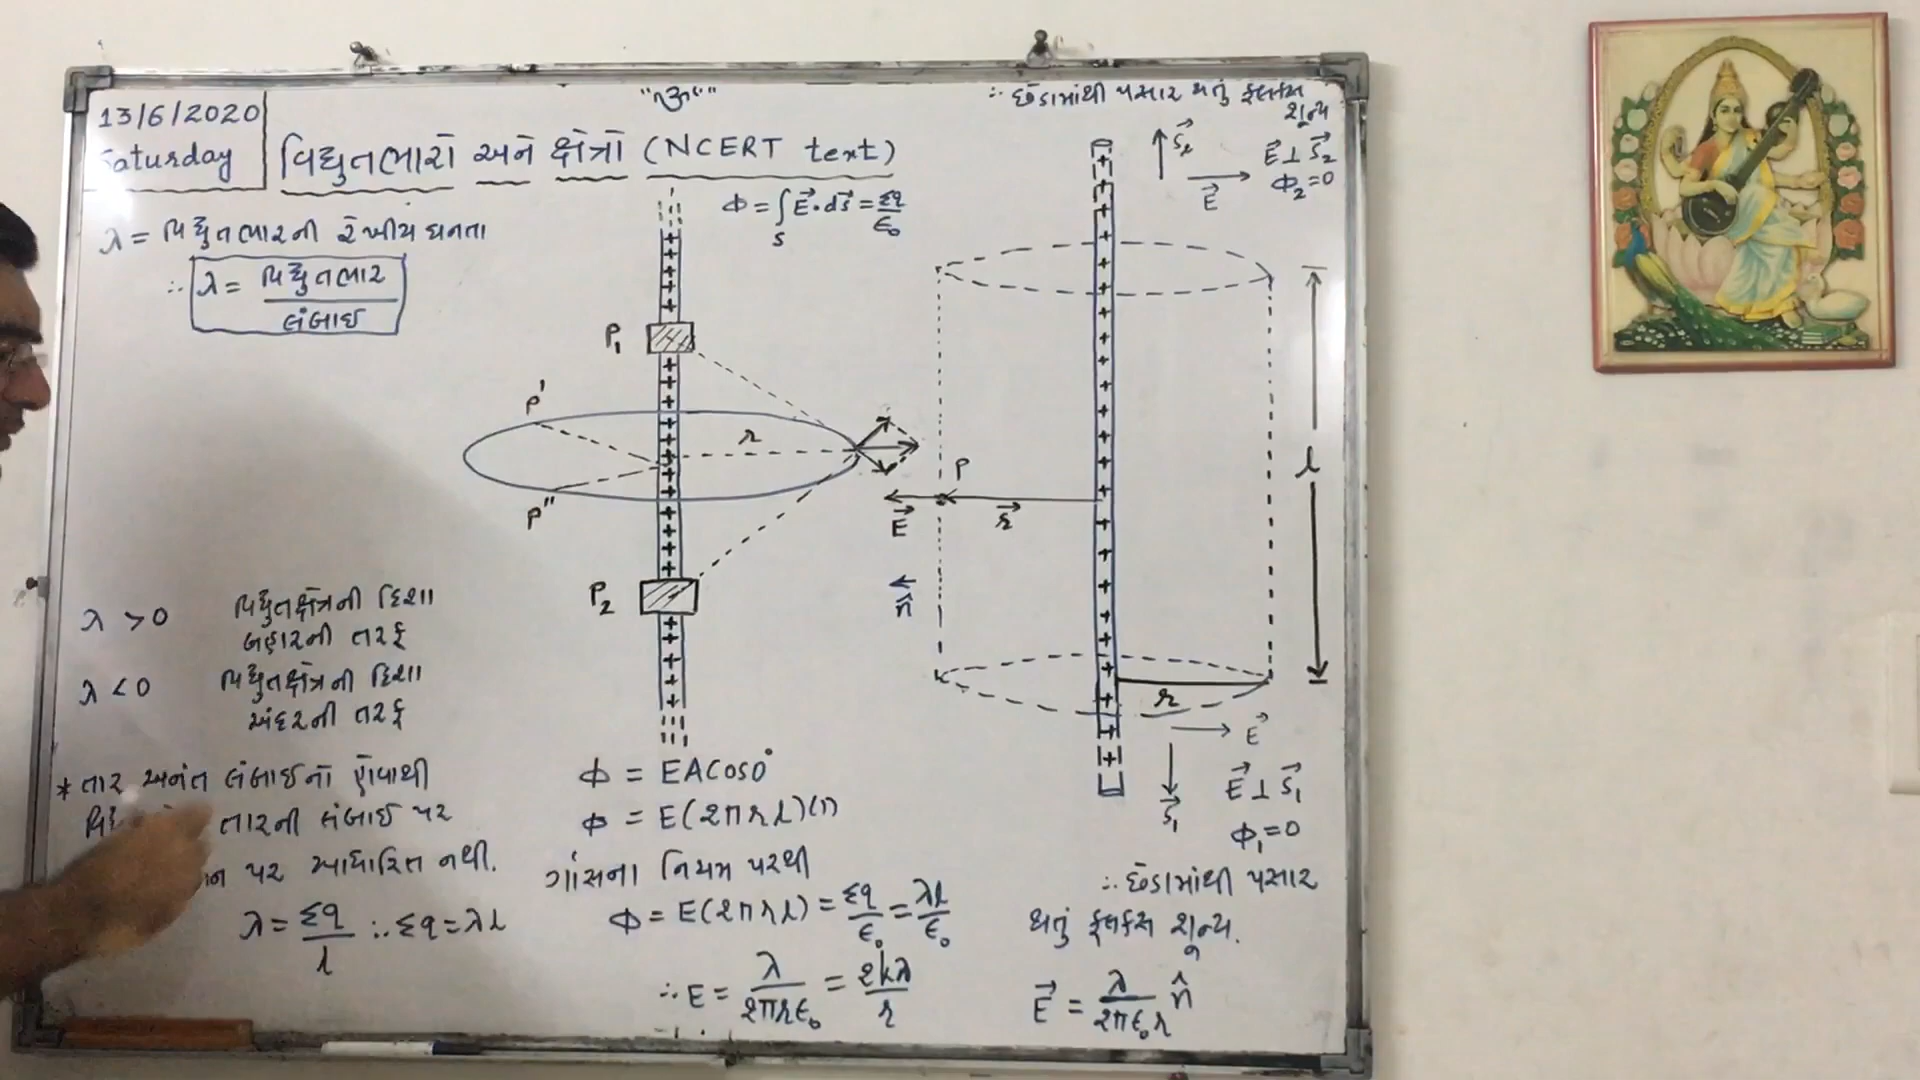 13/6/2020
Saturday
વિદ્યુતભારો અને ક્ષેત્રો (NCERT text)
λ = વિદ્યુતભારની રેખીય ઘનતા
∴ λ = વિદ્યુતભાર / લંબાઈ
λ > 0 વિદ્યુતક્ષેત્રની દિશા
બહારની તરફ
λ < 0 વિદ્યુતક્ષેત્રની દિશા
અંદરની તરફ
* તાર અનંત લંબાઈનો હોવાથી
તારની લંબાઈ પર
પર આધારિત નથી.
λ = Σq / l ∴ Σq = λl
Φ = ∫s E⃗·ds⃗ = Σq / ε₀
P₁
P'
r
P''
P₂
Φ = EA cos0°
Φ = E(2πrl)(1)
ગૉસના નિયમ પરથી
Φ = E(2πrl) = Σq / ε₀ = λl / ε₀
∴ E = λ / 2πrε₀ = 2kλ / r
∴ છેડામાંથી પસાર થતું ફ્લક્સ
શૂન્ય
S⃗₂
E⃗
E⃗ ⊥ S⃗₂
Φ₂ = 0
P
E⃗
r⃗
l
n̂
r
E⃗
S⃗₁
E⃗ ⊥ S⃗₁
Φ₁ = 0
∴ છેડામાંથી પસાર
થતું ફ્લક્સ શૂન્ય.
E⃗ = λ / 2πε₀r n̂